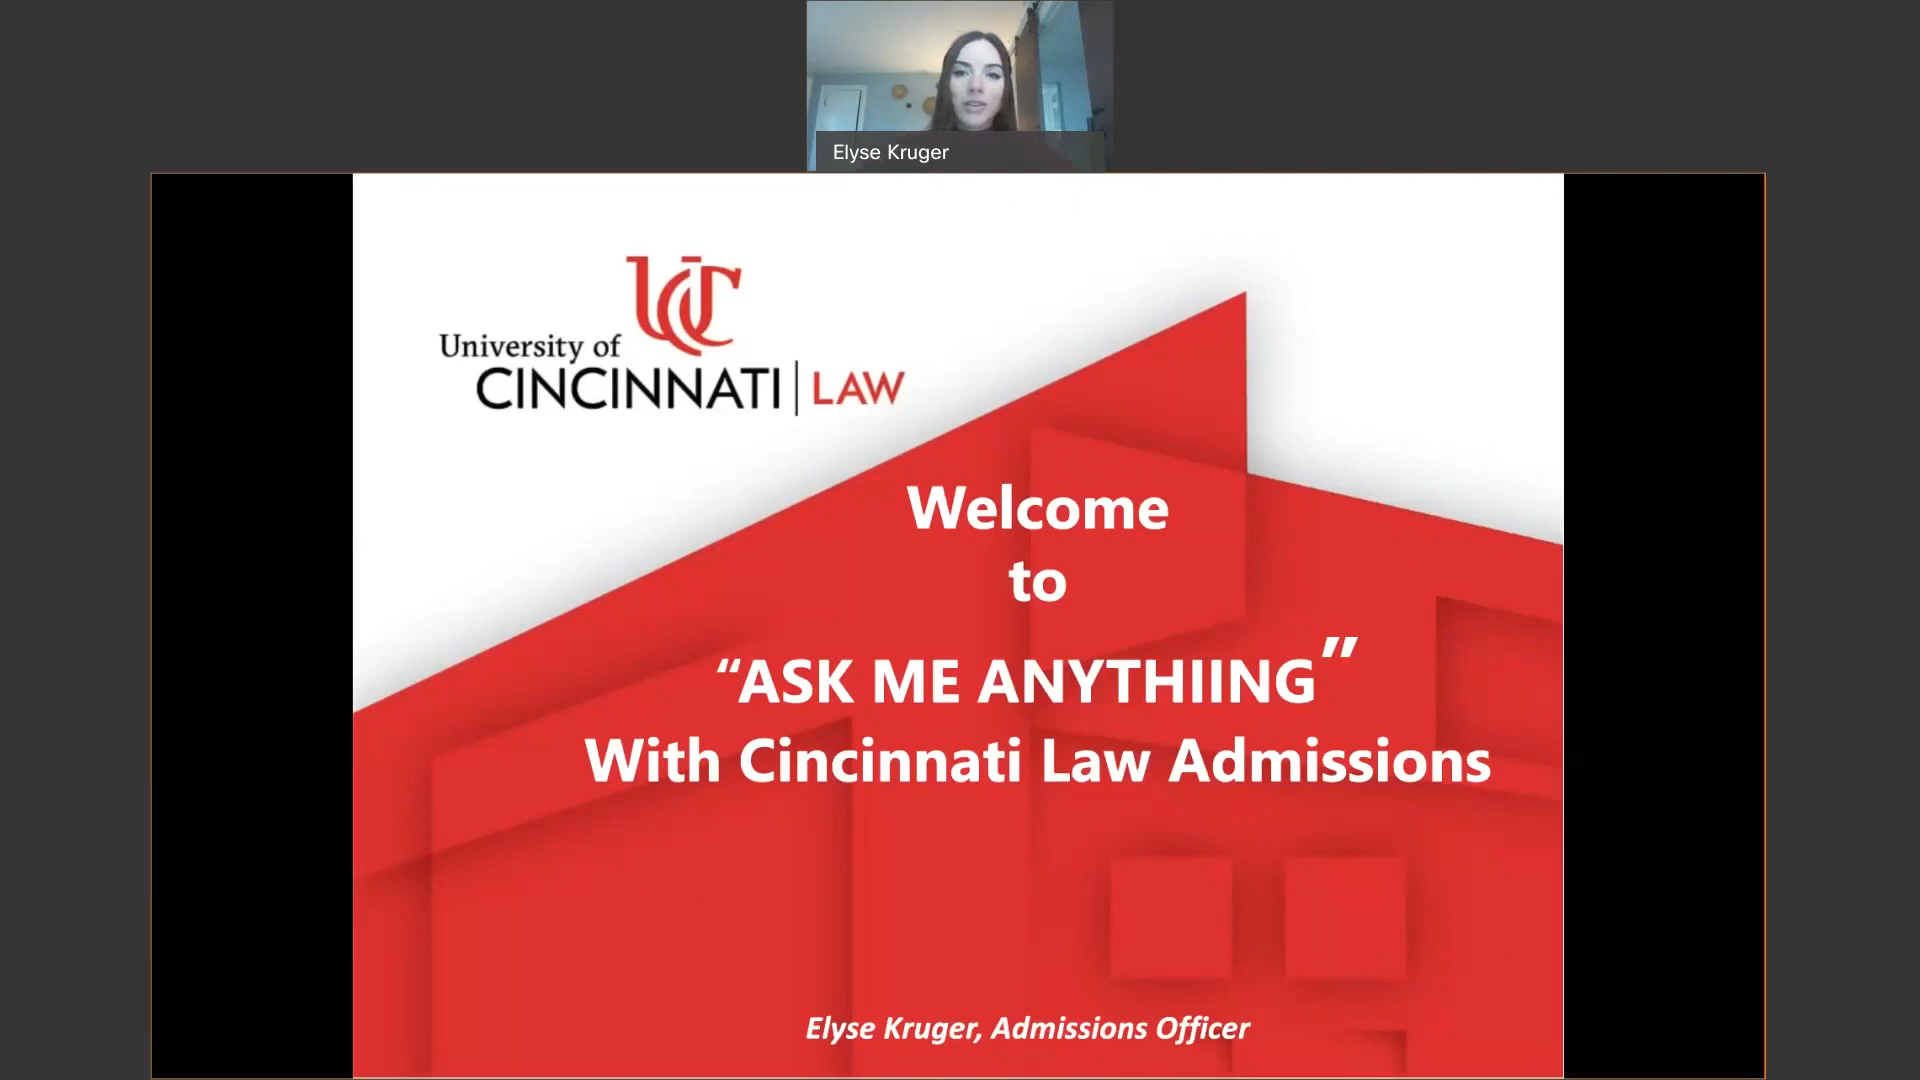 Elyse Kruger
UC
University of
CINCINNATI | LAW
Welcome
to
“ASK ME ANYTHIING”
With Cincinnati Law Admissions
Elyse Kruger, Admissions Officer